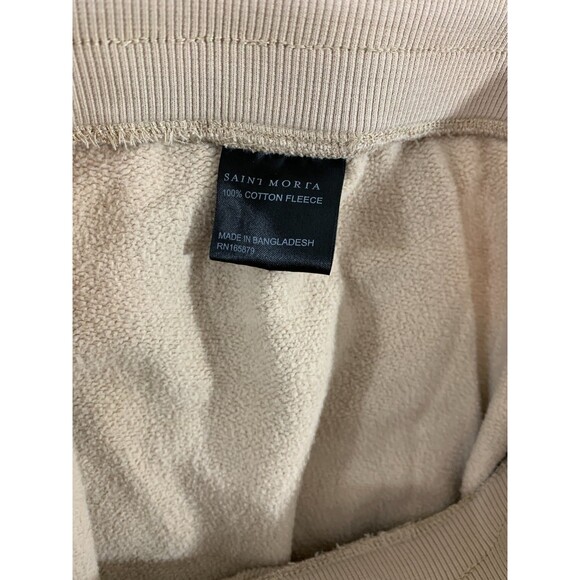 SAINT MORTA
100% COTTON FLEECE
MADE IN BANGLADESH
RN165879